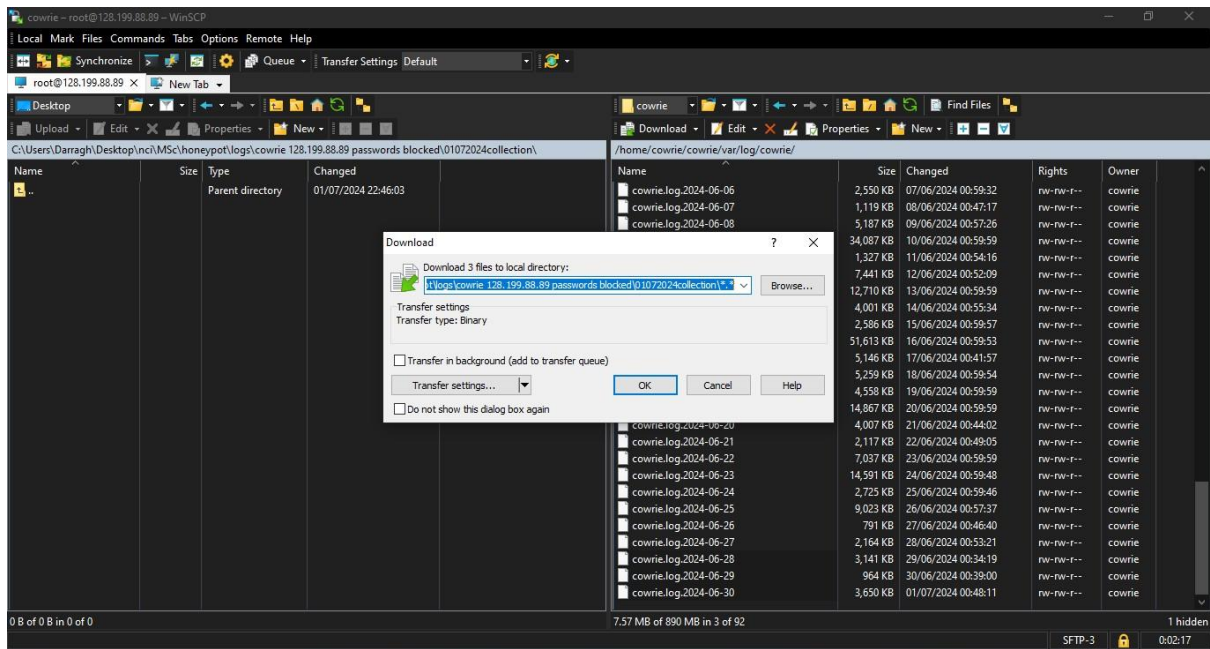 cowrie – root@128.199.88.89 – WinSCP
Local Mark Files Commands Tabs Options Remote Help
Synchronize Queue Transfer Settings Default
root@128.199.88.89 × New Tab
Desktop
Upload Edit Properties New
C:\Users\Darragh\Desktop\nci\MSc\honeypot\logs\cowrie 128.199.88.89 passwords blocked\01072024collection\
Name Size Type Changed
.. Parent directory 01/07/2024 22:46:03
0 B of 0 B in 0 of 0
cowrie Find Files
Download Edit Properties New
/home/cowrie/cowrie/var/log/cowrie/
Name Size Changed Rights Owner
cowrie.log.2024-06-06 2,550 KB 07/06/2024 00:59:32 rw-rw-r-- cowrie
cowrie.log.2024-06-07 1,119 KB 08/06/2024 00:47:17 rw-rw-r-- cowrie
cowrie.log.2024-06-08 5,187 KB 09/06/2024 00:57:26 rw-rw-r-- cowrie
34,087 KB 10/06/2024 00:59:59 rw-rw-r-- cowrie
1,327 KB 11/06/2024 00:54:16 rw-rw-r-- cowrie
7,441 KB 12/06/2024 00:52:09 rw-rw-r-- cowrie
12,710 KB 13/06/2024 00:59:59 rw-rw-r-- cowrie
4,001 KB 14/06/2024 00:55:34 rw-rw-r-- cowrie
2,586 KB 15/06/2024 00:59:57 rw-rw-r-- cowrie
51,613 KB 16/06/2024 00:59:53 rw-rw-r-- cowrie
5,146 KB 17/06/2024 00:41:57 rw-rw-r-- cowrie
5,259 KB 18/06/2024 00:59:54 rw-rw-r-- cowrie
4,558 KB 19/06/2024 00:59:59 rw-rw-r-- cowrie
14,867 KB 20/06/2024 00:59:59 rw-rw-r-- cowrie
cowrie.log.2024-06-20 4,007 KB 21/06/2024 00:44:02 rw-rw-r-- cowrie
cowrie.log.2024-06-21 2,117 KB 22/06/2024 00:49:05 rw-rw-r-- cowrie
cowrie.log.2024-06-22 7,037 KB 23/06/2024 00:59:59 rw-rw-r-- cowrie
cowrie.log.2024-06-23 14,591 KB 24/06/2024 00:59:48 rw-rw-r-- cowrie
cowrie.log.2024-06-24 2,725 KB 25/06/2024 00:59:46 rw-rw-r-- cowrie
cowrie.log.2024-06-25 9,023 KB 26/06/2024 00:57:37 rw-rw-r-- cowrie
cowrie.log.2024-06-26 791 KB 27/06/2024 00:46:40 rw-rw-r-- cowrie
cowrie.log.2024-06-27 2,164 KB 28/06/2024 00:53:21 rw-rw-r-- cowrie
cowrie.log.2024-06-28 3,141 KB 29/06/2024 00:34:19 rw-rw-r-- cowrie
cowrie.log.2024-06-29 964 KB 30/06/2024 00:39:00 rw-rw-r-- cowrie
cowrie.log.2024-06-30 3,650 KB 01/07/2024 00:48:11 rw-rw-r-- cowrie
7.57 MB of 890 MB in 3 of 92 1 hidden
SFTP-3 0:02:17
Download ? ×
Download 3 files to local directory:
ot\logs\cowrie 128.199.88.89 passwords blocked\01072024collection\*.* Browse...
Transfer settings
Transfer type: Binary
Transfer in background (add to transfer queue)
Transfer settings... OK Cancel Help
Do not show this dialog box again